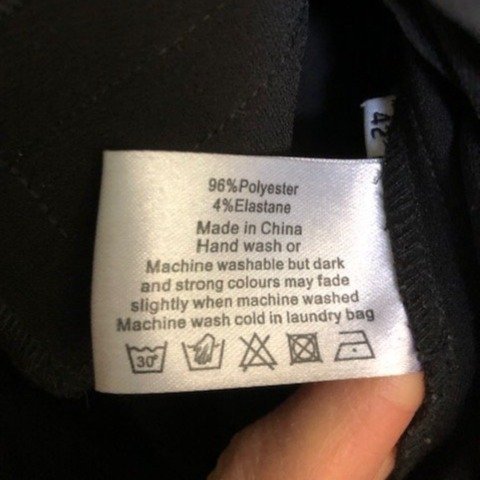 42
96%Polyester
4%Elastane
Made in China
Hand wash or
Machine washable but dark
and strong colours may fade
slightly when machine washed
Machine wash cold in laundry bag
30°